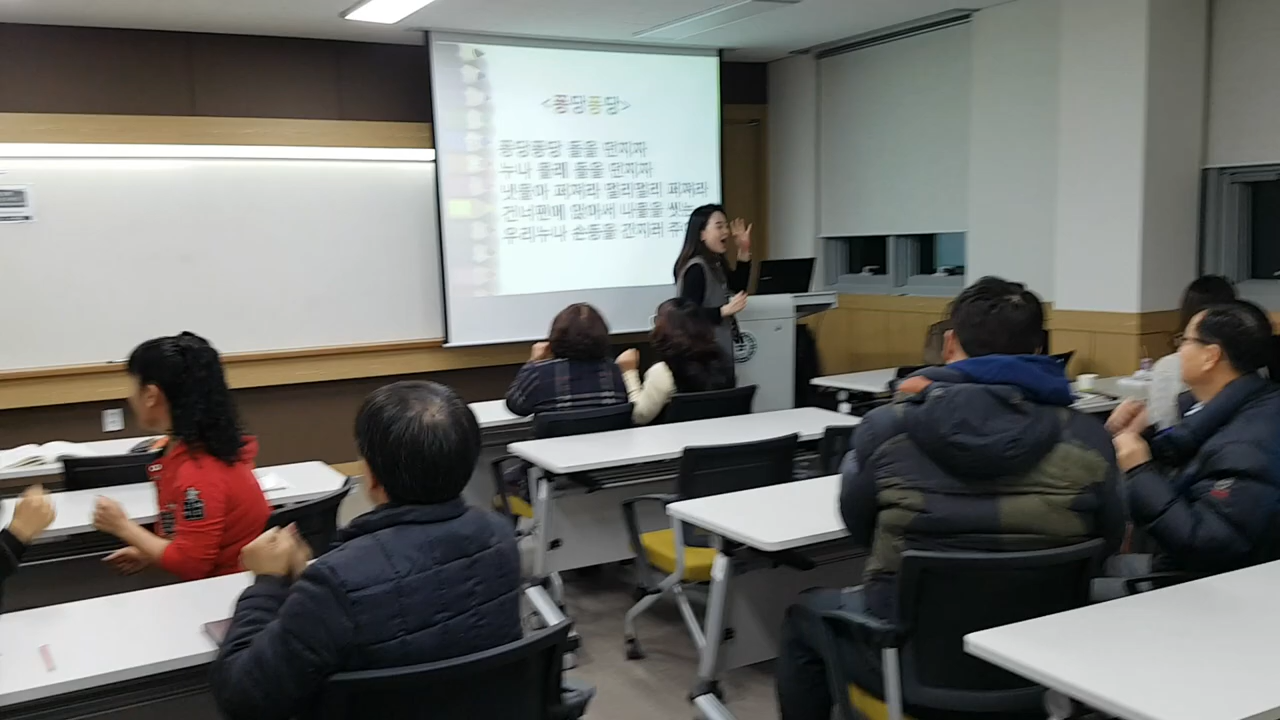 <퐁당퐁당>
퐁당퐁당 돌을 던지자
누나 몰래 돌을 던지자
냇물아 퍼져라 멀리멀리 퍼져라
건너편에 앉아서 나물을 씻는
우리누나 손등을 간지러 주